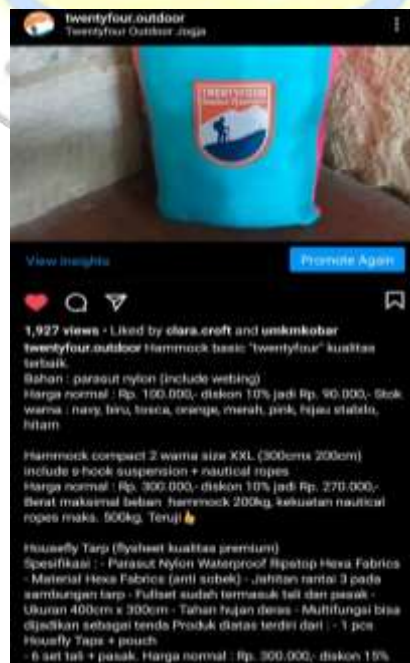 twentyfour.outdoor
Twentyfour Outdoor Jogja
TWENTYFOUR
View Insights
Promote Again
1,927 views • Liked by clara.croft and umkmkobar
twentyfour.outdoor Hammock basic "twentyfour" kualitas
terbaik.
Bahan : parasut nylon (include webing)
Harga normal : Rp. 100.000,- diskon 10% jadi Rp. 90.000,- Stok
warna : navy, biru, tosca, orange, merah, pink, hijau stabilo,
hitam
Hammock compact 2 warna size XXL (300cmx 200cm)
include s-hook suspension + nautical ropes
Harga normal : Rp. 300.000,- diskon 10% jadi Rp. 270.000,-
Berat maksimal beban hammock 200kg, kekuatan nautical
ropes maks. 500kg. Teruji👍
Housefly Tarp (flysheet kualitas premium)
Spesifikasi : - Parasut Nylon Waterproof Ripstop Hexa Fabrics
- Material Hexa Fabrics (anti sobek) - Jahitan rantai 3 pada
sambungan tarp - Fullset sudah termasuk tali dan pasak -
Ukuran 400cm x 300cm - Tahan hujan deras - Multifungsi bisa
dijadikan sebagai tenda Produk diatas terdiri dari : - 1 pcs
Housfly Taps + pouch
- 6 set tali + pasak. Harga normal : Rp. 300.000,- diskon 15%